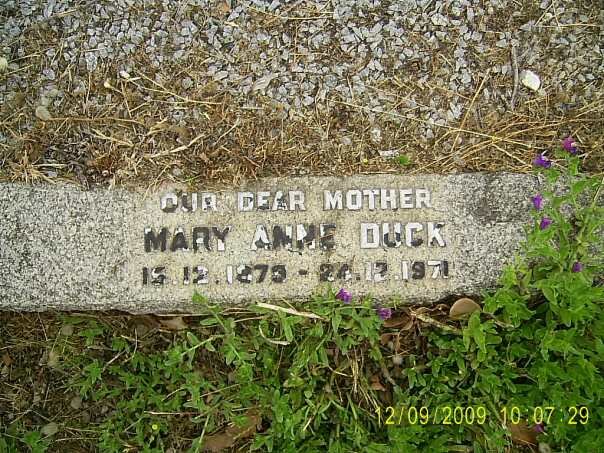 OUR DEAR MOTHER
MARY ANNE DUCK
15.12.1879 - 24.12.1971
12/09/2009 10:07:29